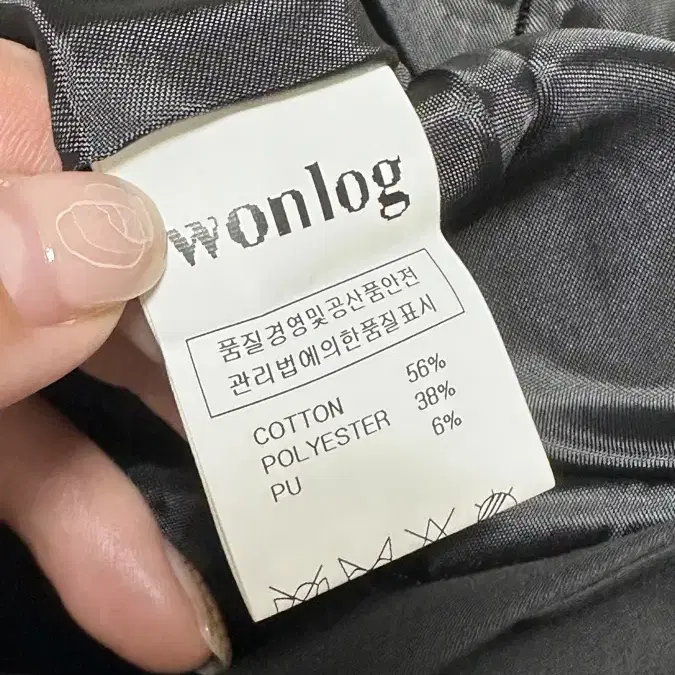 wonlog
품질경영및공산품안전
관리법에의한품질표시
COTTON 56%
POLYESTER 38%
PU 6%